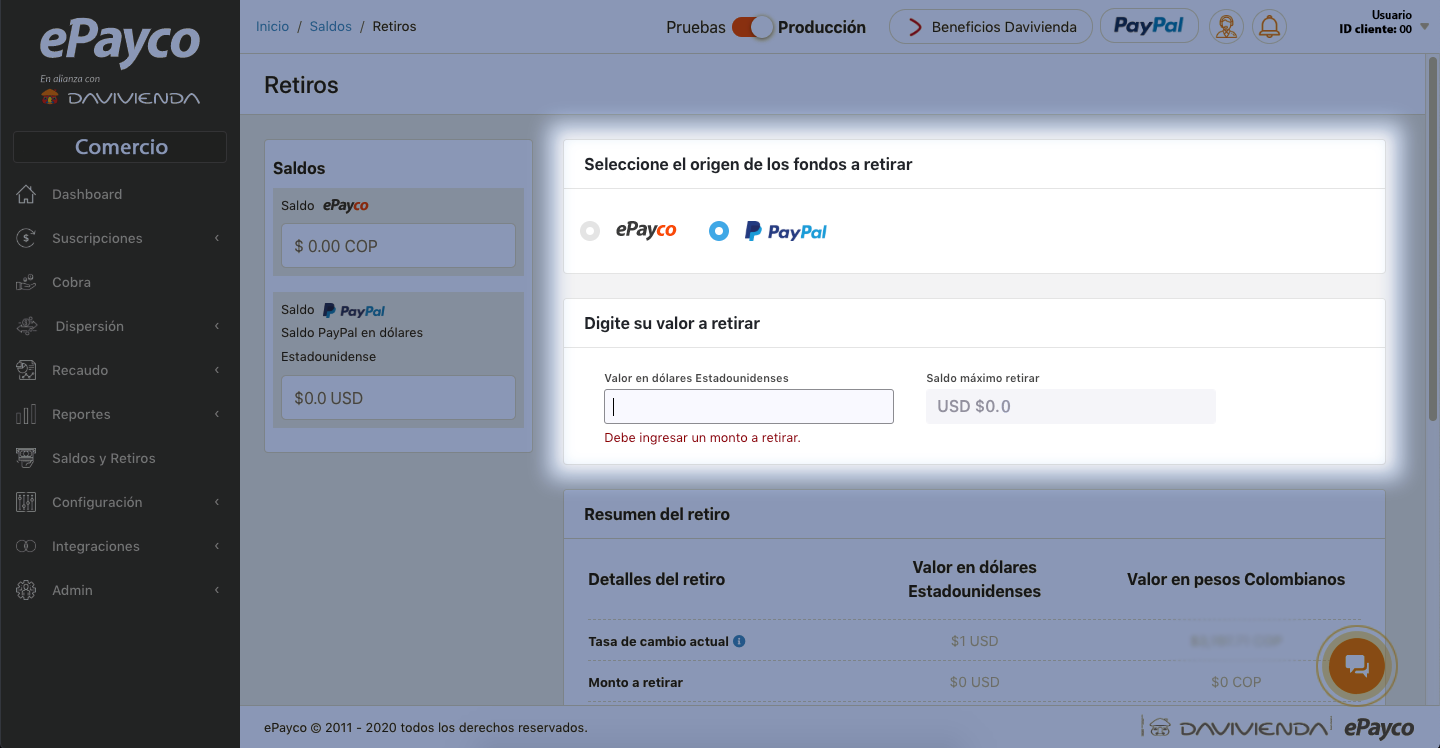 ePayco
En alianza con
DAVIVIENDA
Comercio
Dashboard
Suscripciones
Cobra
Dispersión
Recaudo
Reportes
Saldos y Retiros
Configuración
Integraciones
Admin
Inicio / Saldos / Retiros
Pruebas Producción
Beneficios Davivienda
PayPal
Usuario
ID cliente: 00
Retiros
Saldos
Saldo ePayco
$ 0.00 COP
Saldo PayPal
Saldo PayPal en dólares
Estadounidense
$0.0 USD
Seleccione el origen de los fondos a retirar
ePayco PayPal
Digite su valor a retirar
Valor en dólares Estadounidenses
Debe ingresar un monto a retirar.
Saldo máximo retirar
USD $0.0
Resumen del retiro
Detalles del retiro
Valor en dólares
Estadounidenses
Valor en pesos Colombianos
Tasa de cambio actual $1 USD
Monto a retirar $0 USD $0 COP
ePayco © 2011 - 2020 todos los derechos reservados.
DAVIVIENDA ePayco